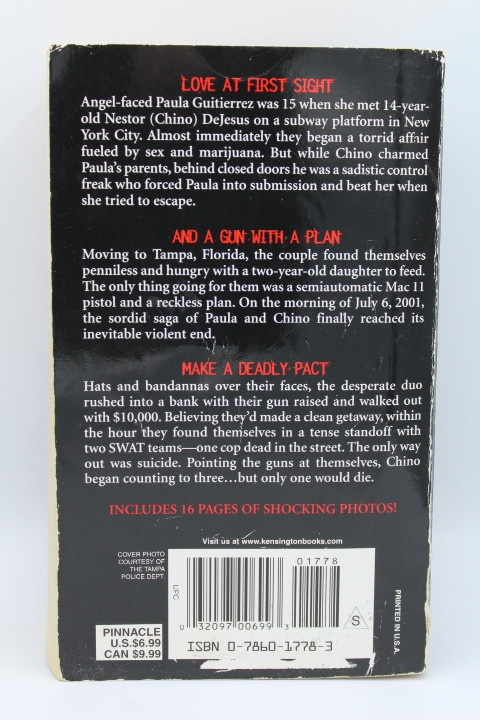 LOVE AT FIRST SIGHT
Angel-faced Paula Guitierrez was 15 when she met 14-year-
old Nestor (Chino) DeJesus on a subway platform in New
York City. Almost immediately they began a torrid affair
fueled by sex and marijuana. But while Chino charmed
Paula's parents, behind closed doors he was a sadistic control
freak who forced Paula into submission and beat her when
she tried to escape.
AND A GUN WITH A PLAN
Moving to Tampa, Florida, the couple found themselves
penniless and hungry with a two-year-old daughter to feed.
The only thing going for them was a semiautomatic Mac 11
pistol and a reckless plan. On the morning of July 6, 2001,
the sordid saga of Paula and Chino finally reached its
inevitable violent end.
MAKE A DEADLY PACT
Hats and bandannas over their faces, the desperate duo
rushed into a bank with their gun raised and walked out
with $10,000. Believing they'd made a clean getaway, within
the hour they found themselves in a tense standoff with
two SWAT teams—one cop dead in the street. The only way
out was suicide. Pointing the guns at themselves, Chino
began counting to three...but only one would die.
INCLUDES 16 PAGES OF SHOCKING PHOTOS!
Visit us at www.kensingtonbooks.com
COVER PHOTO
COURTESY OF
THE TAMPA
POLICE DEPT.
UPC
01778
0 32097 00699 3
S
PRINTED IN U.S.A.
PINNACLE
U.S.$6.99
CAN $9.99
ISBN 0-7860-1778-3